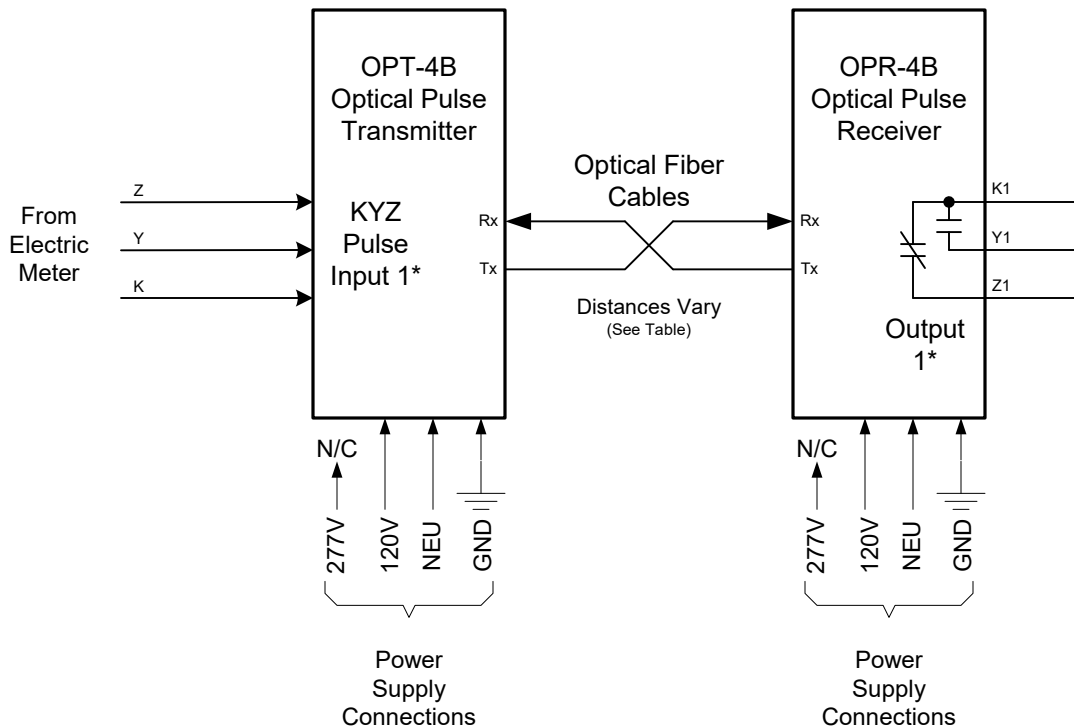 OPT-4B
Optical Pulse
Transmitter
OPR-4B
Optical Pulse
Receiver
Optical Fiber
Cables
From
Electric
Meter
Z
Y
K
KYZ
Pulse
Input 1*
Rx
Tx
Rx
Tx
Distances Vary
(See Table)
K1
Y1
Z1
Output
1*
N/C
277V
120V
NEU
GND
N/C
277V
120V
NEU
GND
Power
Supply
Connections
Power
Supply
Connections